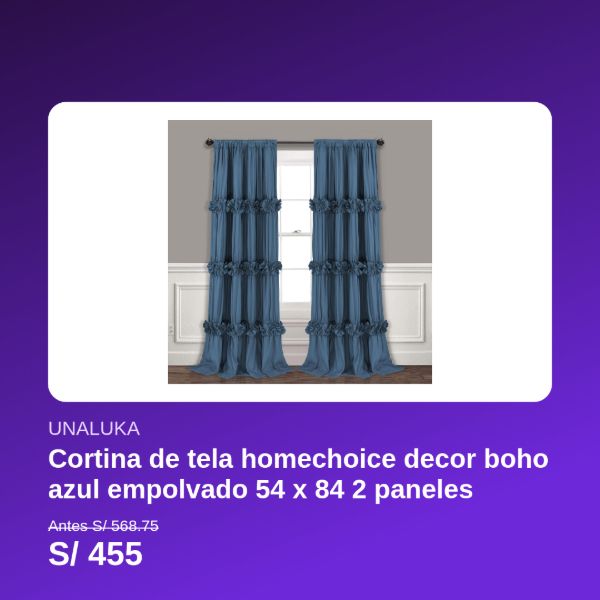 UNALUKA
Cortina de tela homechoice decor boho
azul empolvado 54 x 84 2 paneles
Antes S/ 568.75
S/ 455